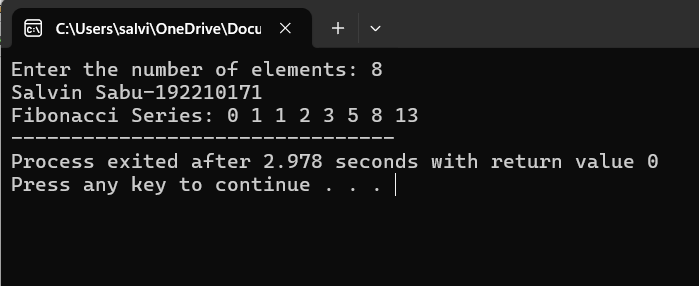 C:\Users\salvi\OneDrive\Docu
Enter the number of elements: 8
Salvin Sabu-192210171
Fibonacci Series: 0 1 1 2 3 5 8 13
--------------------------------
Process exited after 2.978 seconds with return value 0
Press any key to continue . . .